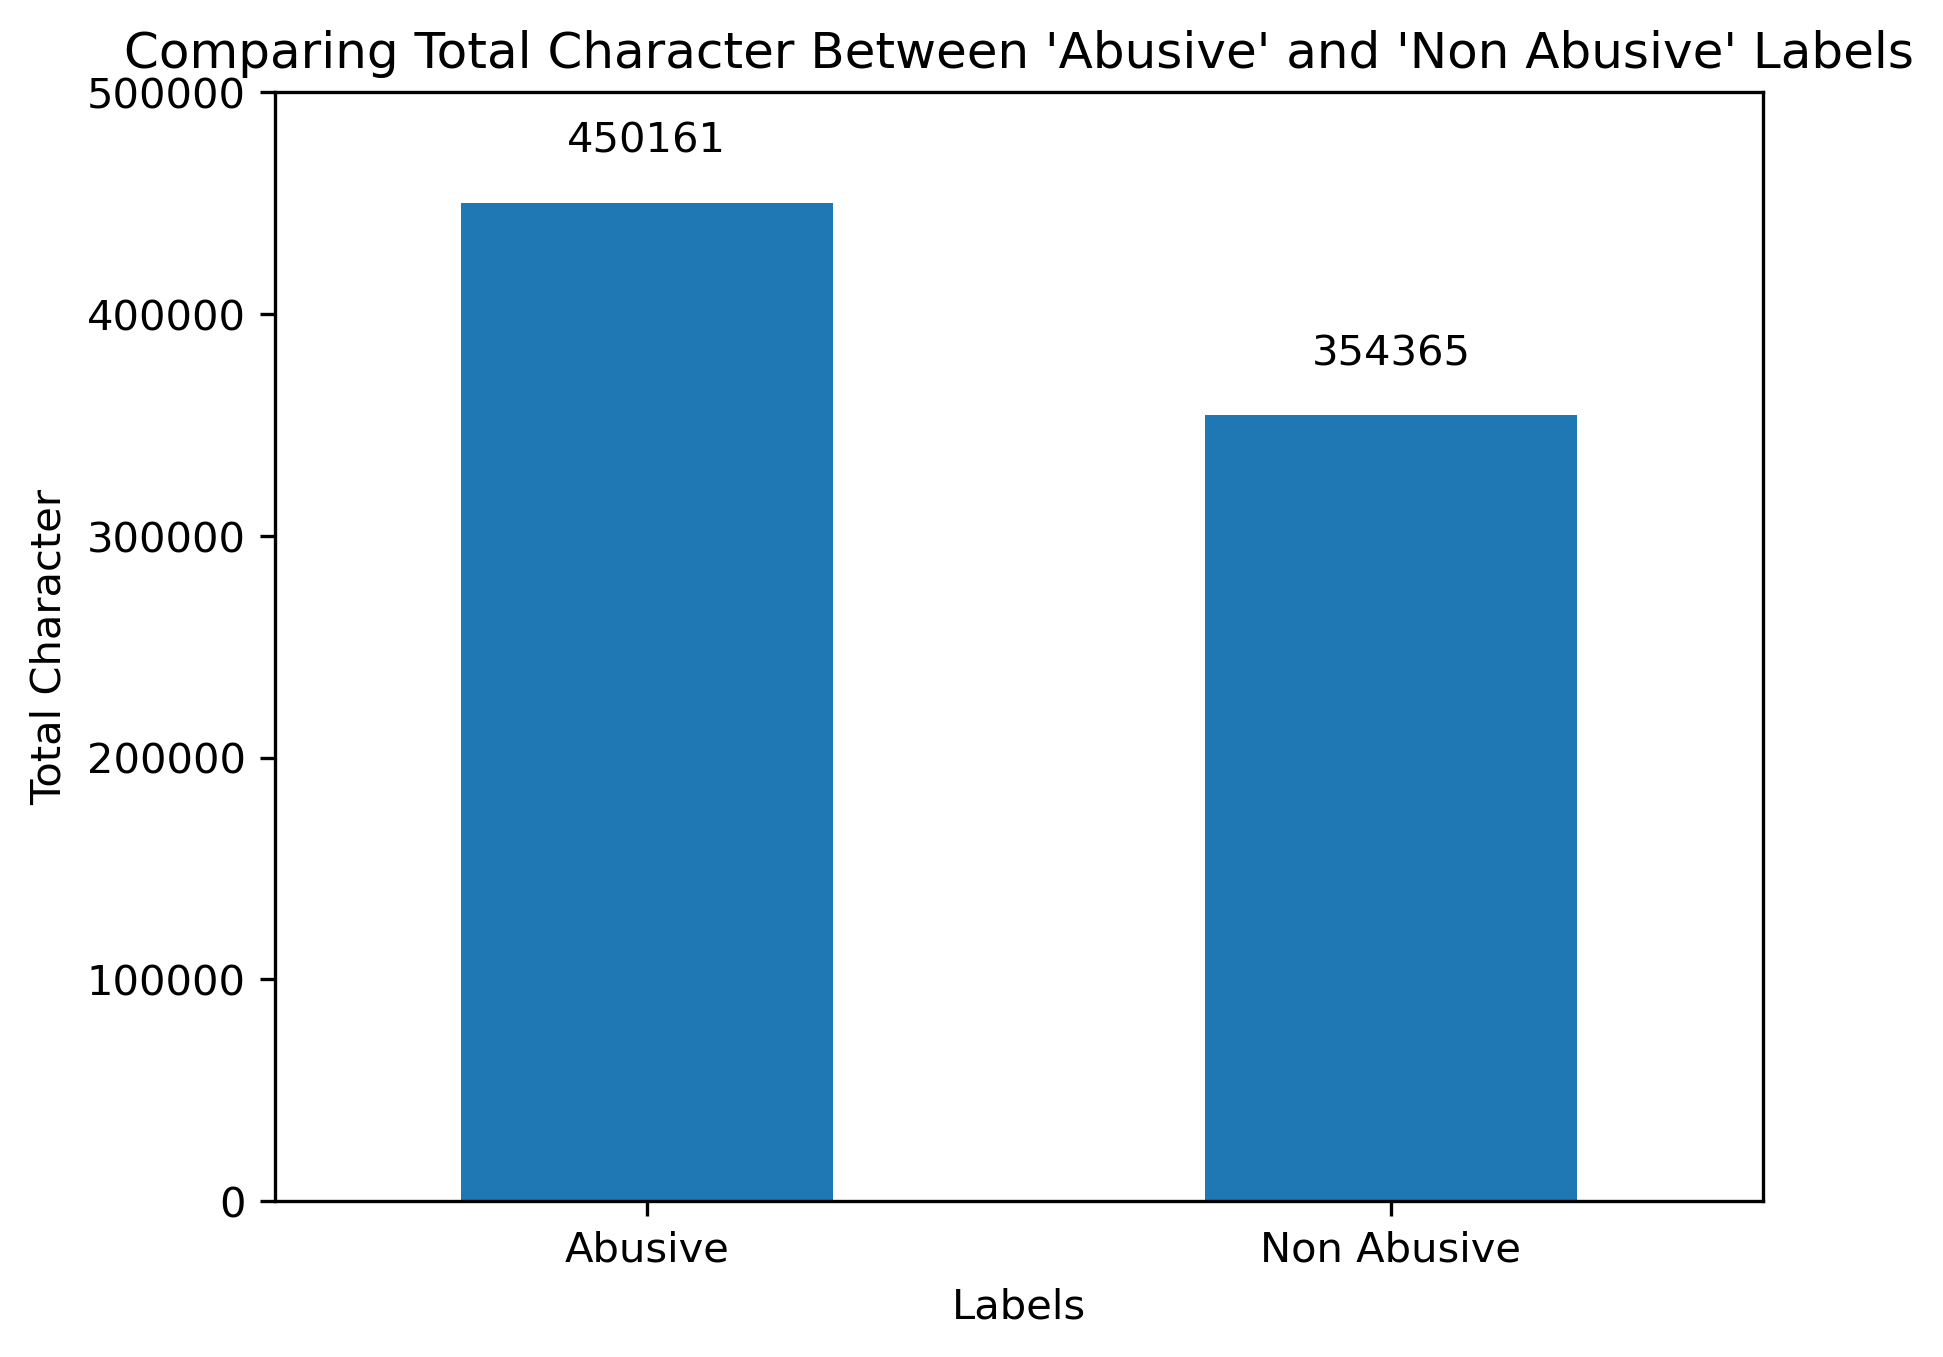 Comparing Total Character Between 'Abusive' and 'Non Abusive' Labels
500000
450161
400000
354365
300000
200000
100000
0
Total Character
Abusive
Non Abusive
Labels